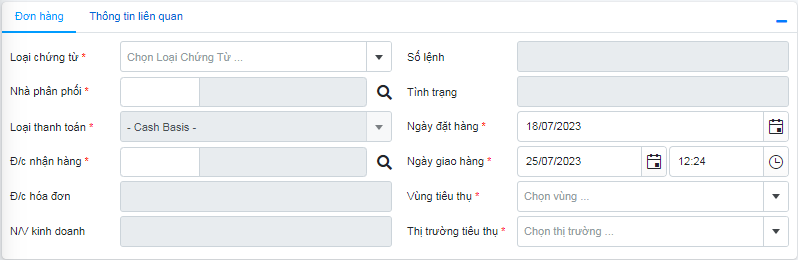 Đơn hàng Thông tin liên quan
Loại chứng từ * Chọn Loại Chứng Từ ... Số lệnh
Nhà phân phối * Tình trạng
Loại thanh toán * - Cash Basis - Ngày đặt hàng * 18/07/2023
Đ/c nhận hàng * Ngày giao hàng * 25/07/2023 12:24
Đ/c hóa đơn Vùng tiêu thụ * Chọn vùng ...
N/V kinh doanh Thị trường tiêu thụ * Chọn thị trường ...